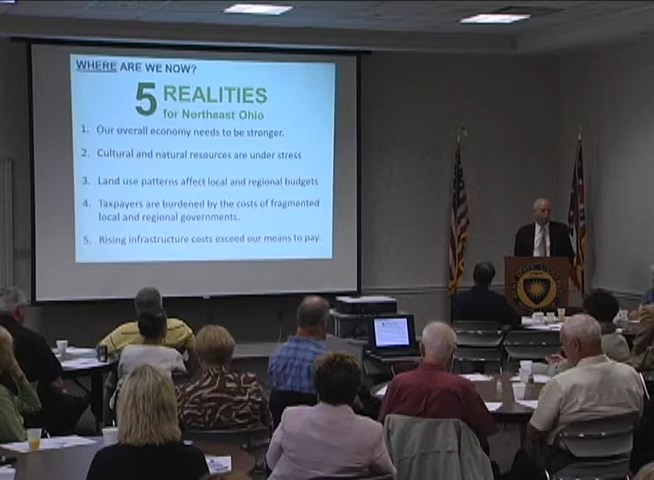 WHERE ARE WE NOW?
5 REALITIES
for Northeast Ohio
1. Our overall economy needs to be stronger.
2. Cultural and natural resources are under stress
3. Land use patterns affect local and regional budgets
4. Taxpayers are burdened by the costs of fragmented
local and regional governments.
5. Rising infrastructure costs exceed our means to pay.